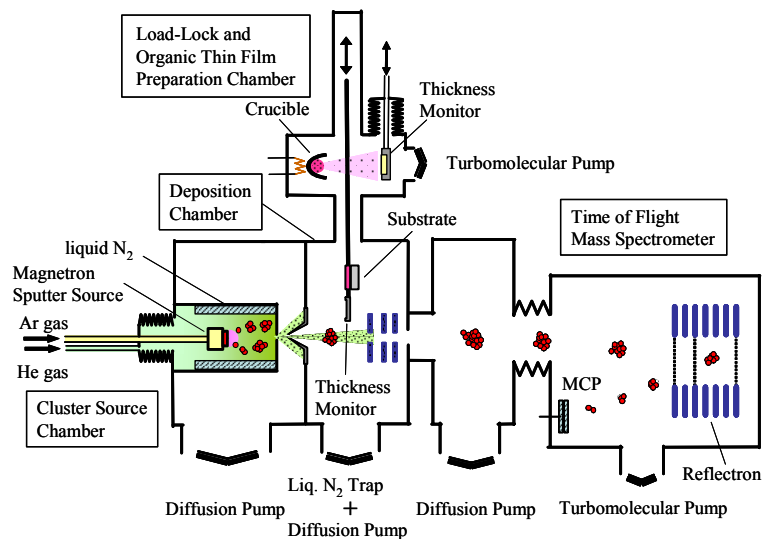 Load-Lock and
Organic Thin Film
Preparation Chamber
Crucible
Thickness
Monitor
Turbomolecular Pump
Deposition
Chamber
Substrate
Time of Flight
Mass Spectrometer
liquid N2
Magnetron
Sputter Source
Ar gas
He gas
Thickness
Monitor
MCP
Cluster Source
Chamber
Reflectron
Diffusion Pump
Liq. N2 Trap
+
Diffusion Pump
Diffusion Pump
Turbomolecular Pump